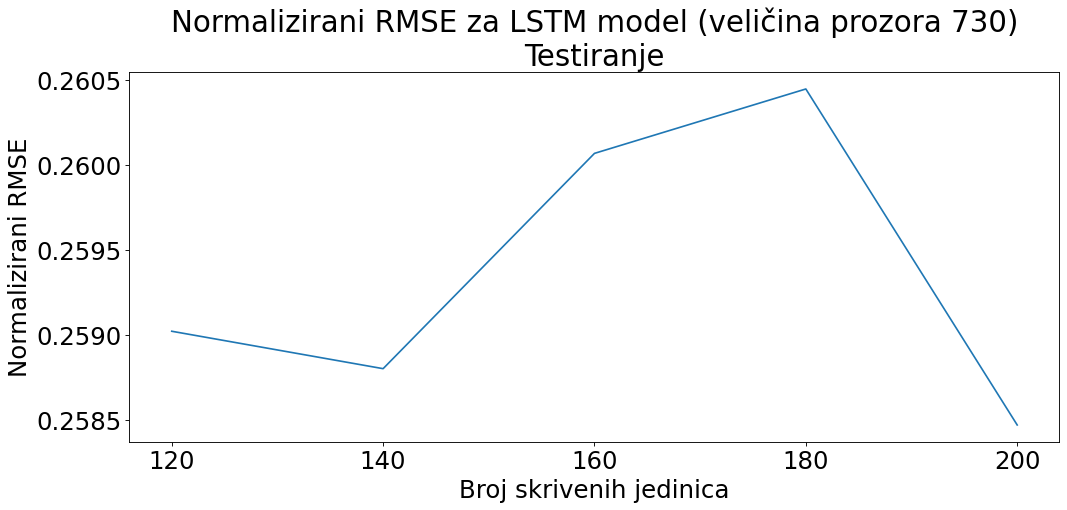 Normalizirani RMSE za LSTM model (veličina prozora 730)
Testiranje
Normalizirani RMSE
0.2605
0.2600
0.2595
0.2590
0.2585
120 140 160 180 200
Broj skrivenih jedinica